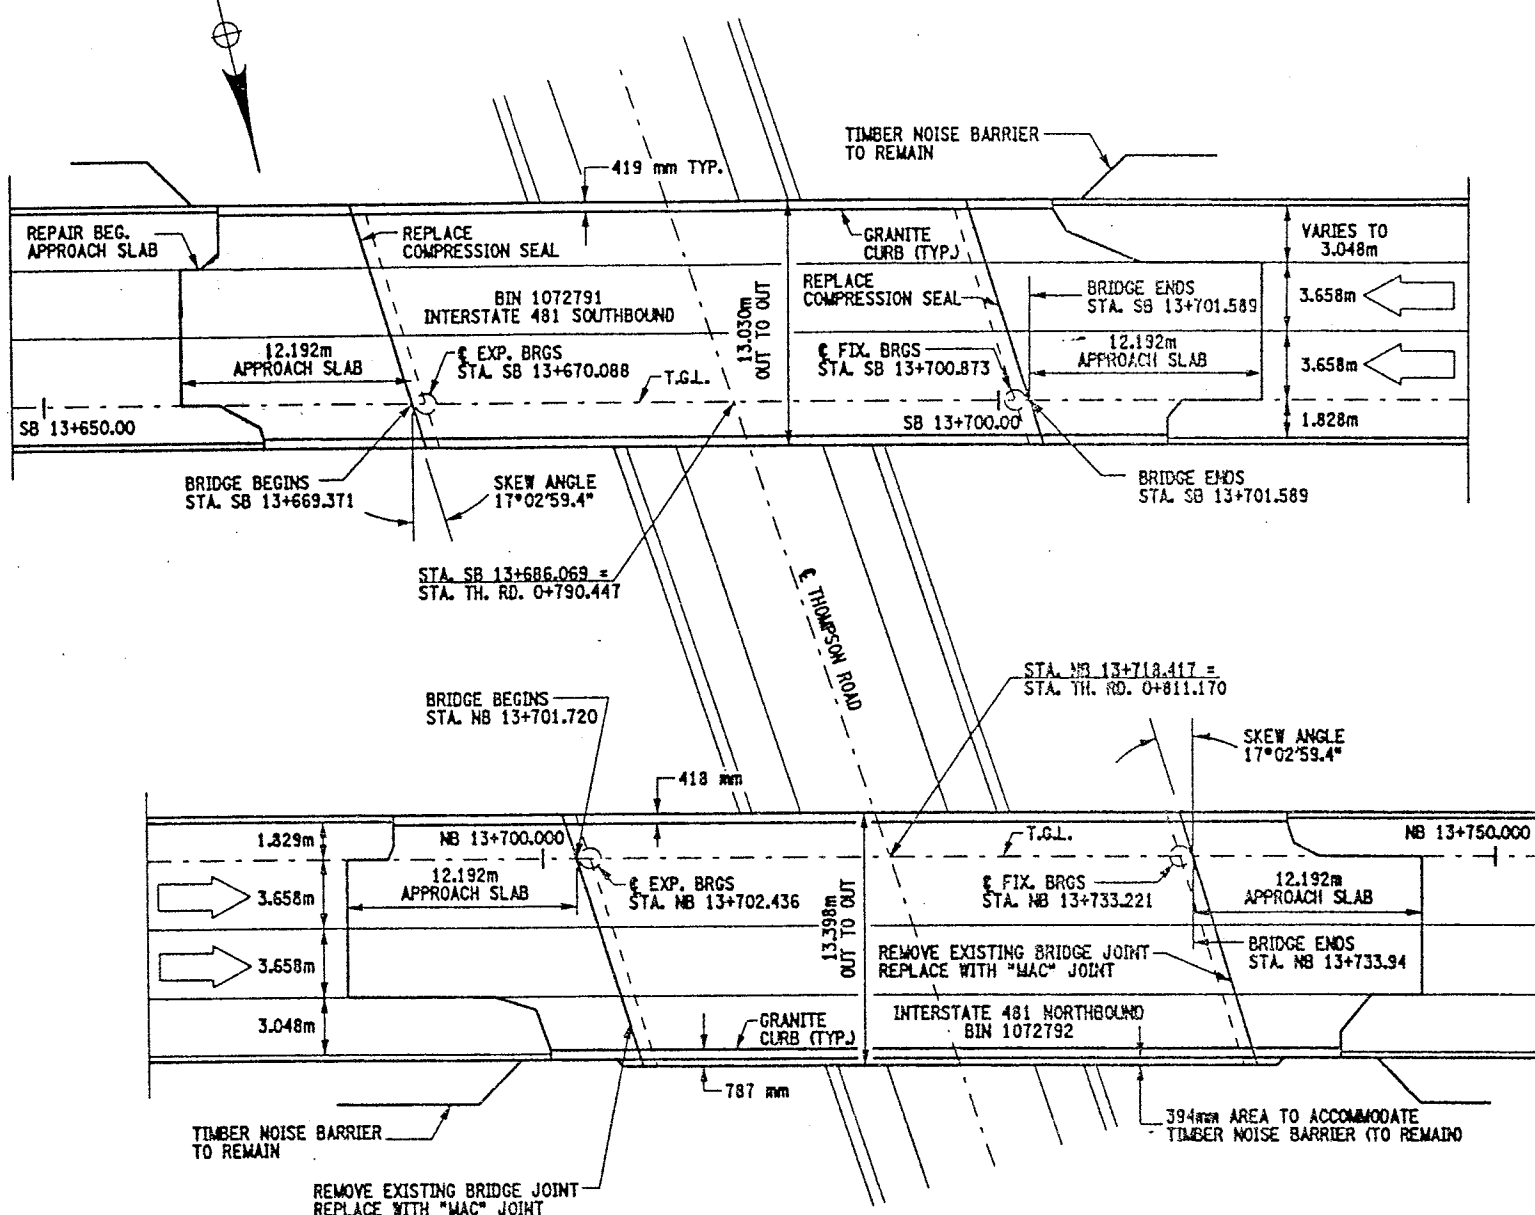 TIMBER NOISE BARRIER
TO REMAIN
419 mm TYP.
REPAIR BEG.
APPROACH SLAB
REPLACE
COMPRESSION SEAL
GRANITE
CURB (TYP.)
VARIES TO
3.048m
BIN 1072791
INTERSTATE 481 SOUTHBOUND
13.030m
OUT TO OUT
REPLACE
COMPRESSION SEAL
BRIDGE ENDS
STA. SB 13+701.589
3.658m
12.192m
APPROACH SLAB
℄ EXP. BRGS
STA. SB 13+670.088
T.G.L.
℄ FIX. BRGS
STA. SB 13+700.873
12.192m
APPROACH SLAB
3.658m
SB 13+650.00
SB 13+700.00
1.828m
BRIDGE BEGINS
STA. SB 13+669.371
SKEW ANGLE
17°02'59.4"
BRIDGE ENDS
STA. SB 13+701.589
STA. SB 13+686.069 =
STA. TH. RD. 0+790.447
℄ THOMPSON ROAD
STA. NB 13+718.417 =
STA. TH. RD. 0+811.170
BRIDGE BEGINS
STA. NB 13+701.720
SKEW ANGLE
17°02'59.4"
418 mm
1.829m
NB 13+700.000
T.G.L.
NB 13+750.000
12.192m
APPROACH SLAB
3.658m
℄ EXP. BRGS
STA. NB 13+702.436
13.398m
OUT TO OUT
℄ FIX. BRGS
STA. NB 13+733.221
12.192m
APPROACH SLAB
3.658m
REMOVE EXISTING BRIDGE JOINT
REPLACE WITH "MAC" JOINT
BRIDGE ENDS
STA. NB 13+733.94
3.048m
GRANITE
CURB (TYP.)
INTERSTATE 481 NORTHBOUND
BIN 1072792
787 mm
TIMBER NOISE BARRIER
TO REMAIN
394mm AREA TO ACCOMMODATE
TIMBER NOISE BARRIER (TO REMAIN)
REMOVE EXISTING BRIDGE JOINT
REPLACE WITH "MAC" JOINT